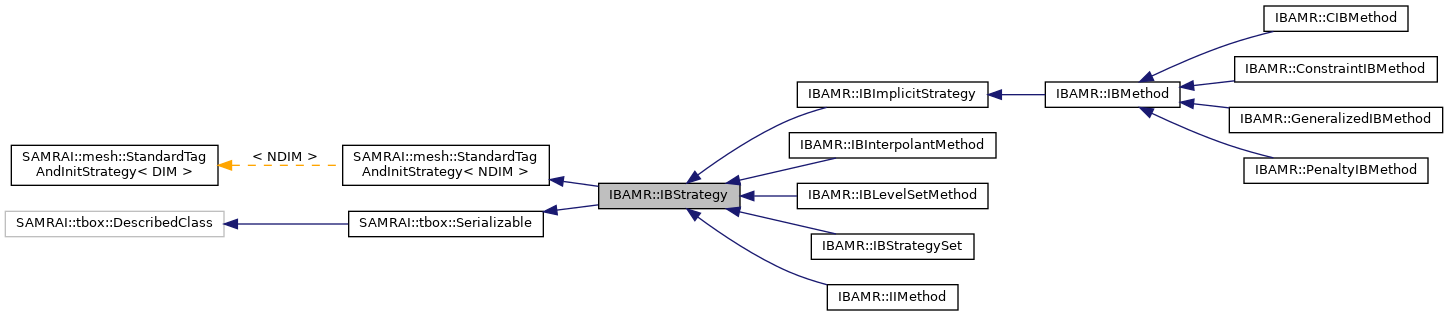 IBAMR::CIBMethod
IBAMR::ConstraintIBMethod
IBAMR::IBImplicitStrategy
IBAMR::IBMethod
IBAMR::GeneralizedIBMethod
IBAMR::IBInterpolantMethod
SAMRAI::mesh::StandardTag
AndInitStrategy< DIM >
< NDIM >
SAMRAI::mesh::StandardTag
AndInitStrategy< NDIM >
IBAMR::PenaltyIBMethod
IBAMR::IBStrategy
IBAMR::IBLevelSetMethod
SAMRAI::tbox::DescribedClass
SAMRAI::tbox::Serializable
IBAMR::IBStrategySet
IBAMR::IIMethod